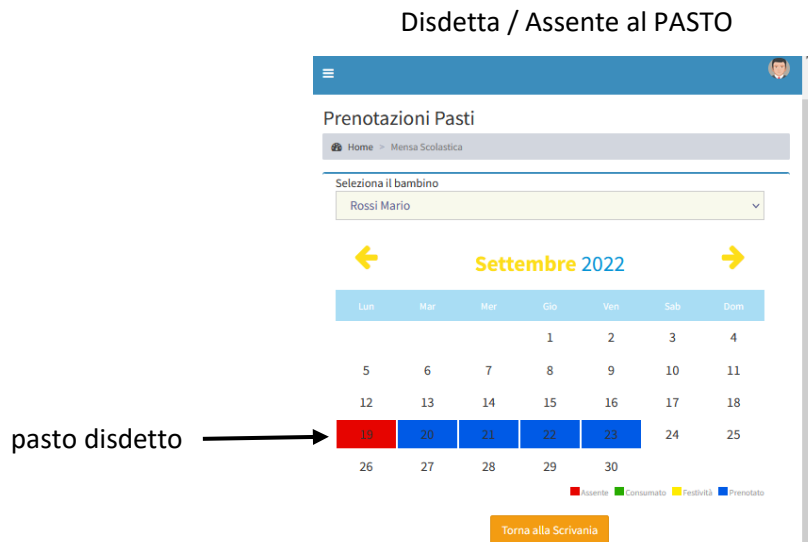 Disdetta / Assente al PASTO
Prenotazioni Pasti
Home > Mensa Scolastica
Seleziona il bambino
Rossi Mario
Settembre 2022
Lun Mar Mer Gio Ven Sab Dom
1 2 3 4
5 6 7 8 9 10 11
12 13 14 15 16 17 18
pasto disdetto 19 20 21 22 23 24 25
26 27 28 29 30
Assente Consumato Festività Prenotato
Torna alla Scrivania